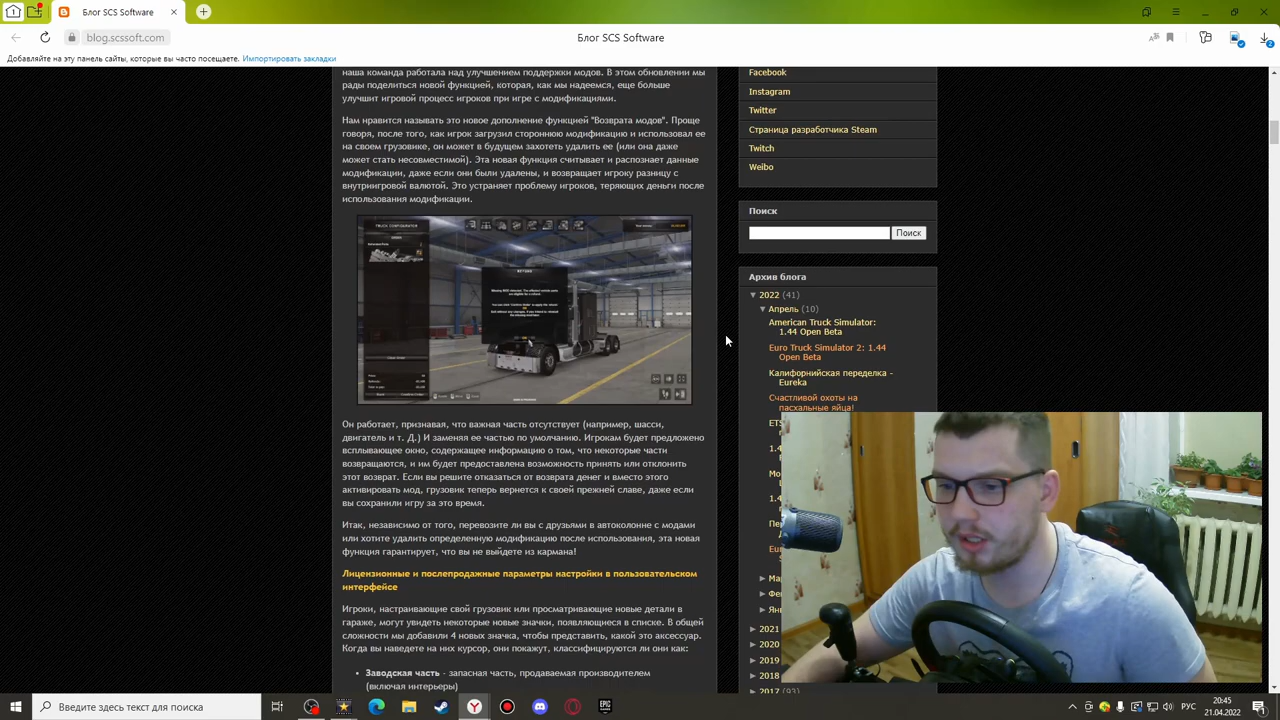 Блог SCS Software
blog.scssoft.com
Блог SCS Software
Добавляйте на эту панель сайты, которые вы часто посещаете. Импортировать закладки
наша команда работала над улучшением поддержки модов. В этом обновлении мы
рады поделиться новой функцией, которая, как мы надеемся, еще больше
улучшит игровой процесс игроков при игре с модификациями.
Нам нравится называть это новое дополнение функцией "Возврата модов". Проще
говоря, после того, как игрок загрузил стороннюю модификацию и использовал ее
на своем грузовике, он может в будущем захотеть удалить ее (или она даже
может стать несовместимой). Эта новая функция считывает и распознает данные
модификации, даже если они были удалены, и возвращает игроку разницу с
внутриигровой валютой. Это устраняет проблему игроков, теряющих деньги после
использования модификации.
TRUCK CONFIGURATOR
Он работает, признавая, что важная часть отсутствует (например, шасси,
двигатель и т. Д.) И заменяя ее частью по умолчанию. Игрокам будет предложено
всплывающее окно, содержащее информацию о том, что некоторые части
возвращаются, и им будет предоставлена возможность принять или отклонить
этот возврат. Если вы решите отказаться от возврата денег и вместо этого
активировать мод, грузовик теперь вернется к своей прежней славе, даже если
вы сохранили игру за это время.
Итак, независимо от того, перевозите ли вы с друзьями в автоколонне с модами
или хотите удалить определенную модификацию после использования, эта новая
функция гарантирует, что вы не выйдете из кармана!
Лицензионные и послепродажные параметры настройки в пользовательском
интерфейсе
Игроки, настраивающие свой грузовик или просматривающие новые детали в
гараже, могут увидеть некоторые новые значки, появляющиеся в списке. В общей
сложности мы добавили 4 новых значка, чтобы представить, какой это аксессуар.
Когда вы наведете на них курсор, они покажут, классифицируются ли они как:
• Заводская часть - запасная часть, продаваемая производителем
(включая интерьеры)
Facebook
Instagram
Twitter
Страница разработчика Steam
Twitch
Weibo
Поиск
Поиск
Архив блога
▼ 2022 (41)
▼ Апрель (10)
American Truck Simulator:
1.44 Open Beta
Euro Truck Simulator 2: 1.44
Open Beta
Калифорнийская переделка -
Eureka
Счастливой охоты на
пасхальные яйца!
ETS
1.4
Мо
1.4
Пе
Eur
► Ма
► Фе
► Ян
► 2021
► 2020
► 2019
► 2018
► 2017 (93)
Введите здесь текст для поиска
EPIC
РУС
20:45
21.04.2022